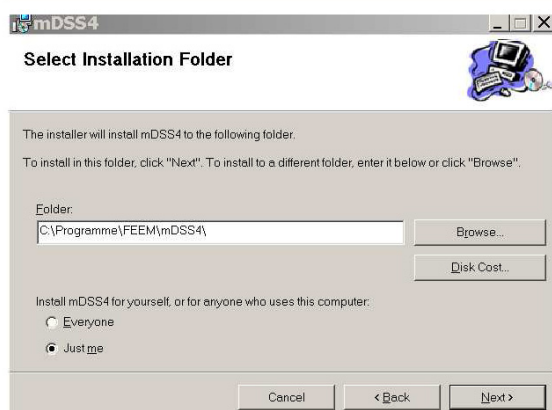 mDSS4
Select Installation Folder
The installer will install mDSS4 to the following folder.
To install in this folder, click "Next". To install to a different folder, enter it below or click "Browse".
Folder:
C:\Programme\FEEM\mDSS4\
Browse...
Disk Cost...
Install mDSS4 for yourself, or for anyone who uses this computer:
Everyone
Just me
Cancel
< Back
Next >